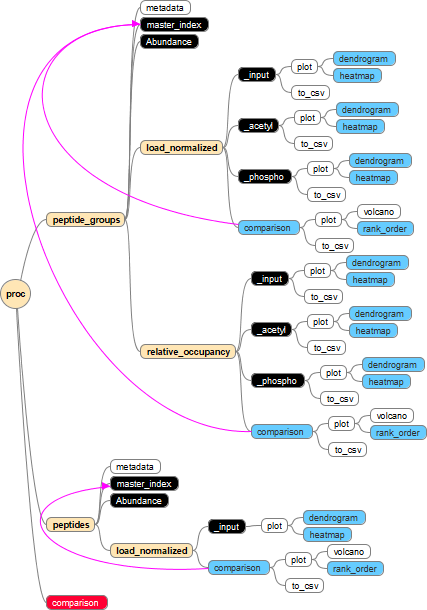 metadata
master_index
Abundance
_input
plot
dendrogram
heatmap
to_csv
load_normalized
_acetyl
plot
dendrogram
heatmap
to_csv
_phospho
plot
dendrogram
heatmap
to_csv
comparison
plot
volcano
rank_order
to_csv
peptide_groups
_input
plot
dendrogram
heatmap
to_csv
proc
relative_occupancy
_acetyl
plot
dendrogram
heatmap
to_csv
_phospho
plot
dendrogram
heatmap
to_csv
comparison
plot
volcano
rank_order
to_csv
metadata
master_index
Abundance
peptides
load_normalized
_input
plot
dendrogram
heatmap
comparison
plot
volcano
rank_order
to_csv
comparison